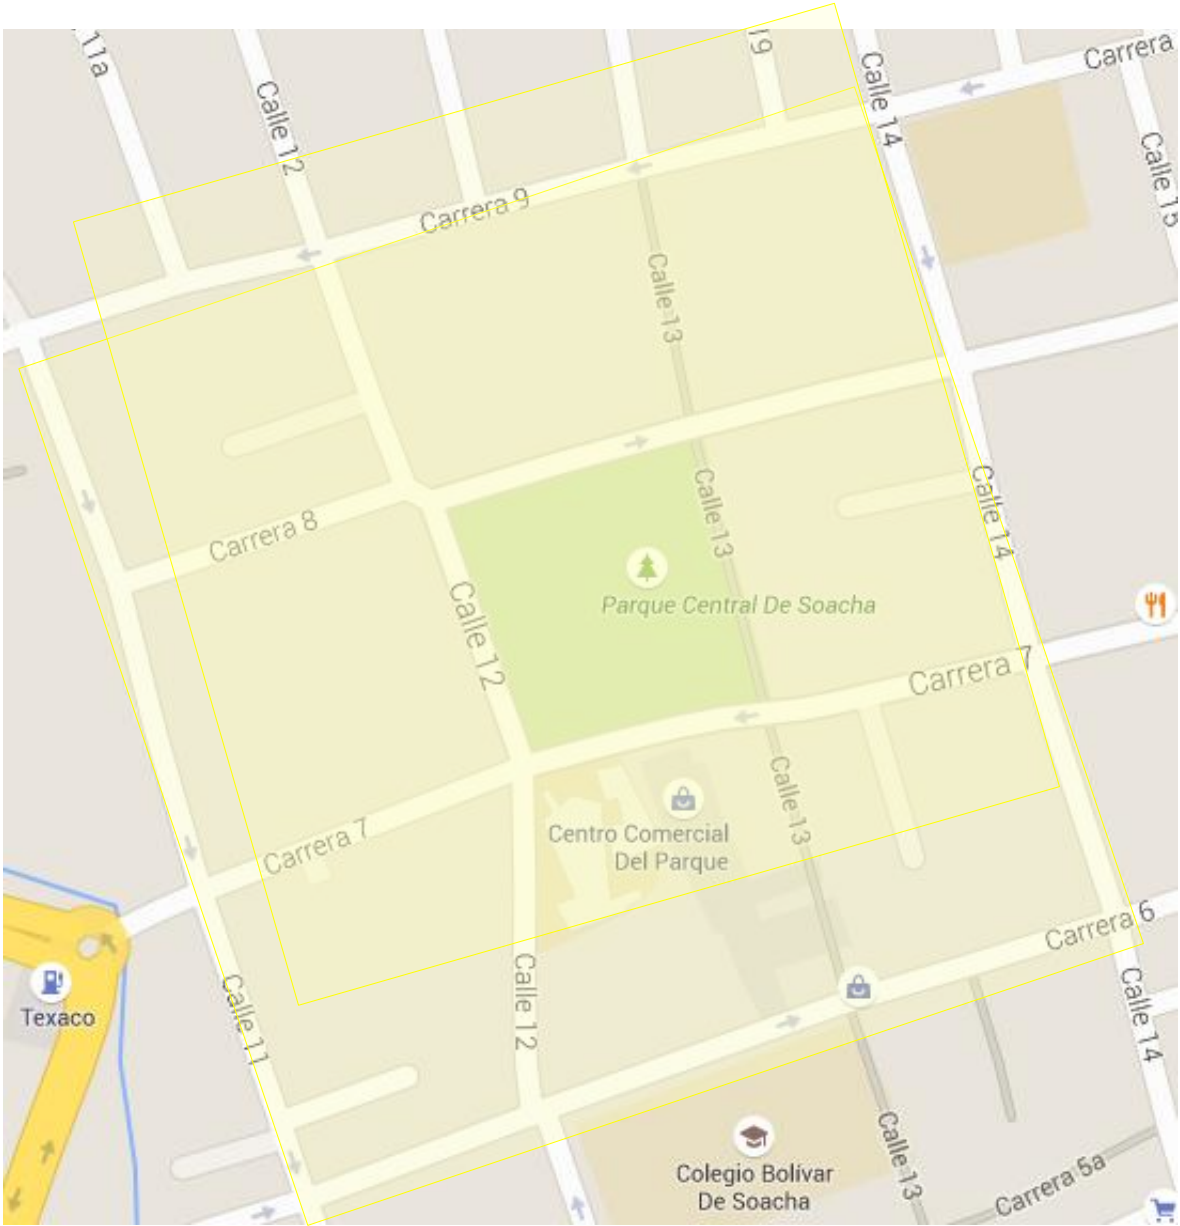 11a
Calle 12
19
Calle 14
Carrera
Calle 15
Carrera 9
Calle 13
Calle 14
Calle 13
Carrera 8
Parque Central De Soacha
Calle 12
Carrera 7
Calle 13
Centro Comercial
Del Parque
Carrera 7
Carrera 6
Calle 12
Calle 11
Texaco
Calle 14
Colegio Bolívar
De Soacha
Calle 13
Carrera 5a